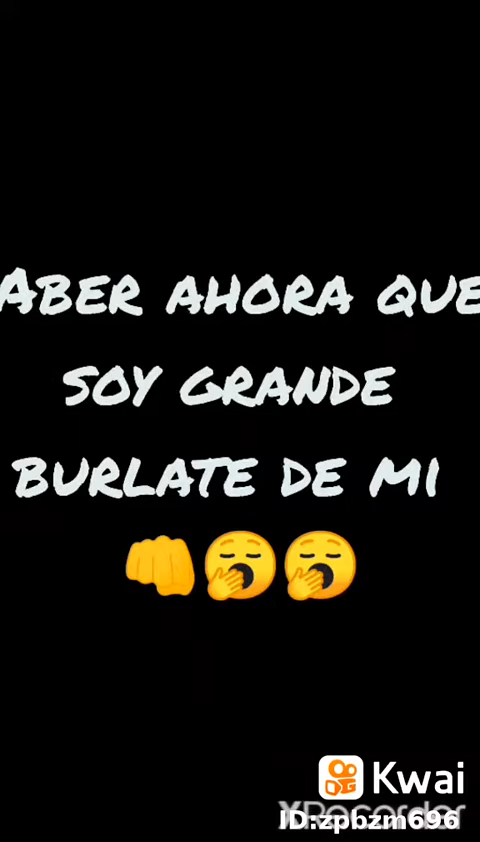 ABER AHORA QUE
SOY GRANDE
BURLATE DE MI
👊🥱🥱
Kwai
XRecorder
ID:zpbzm696